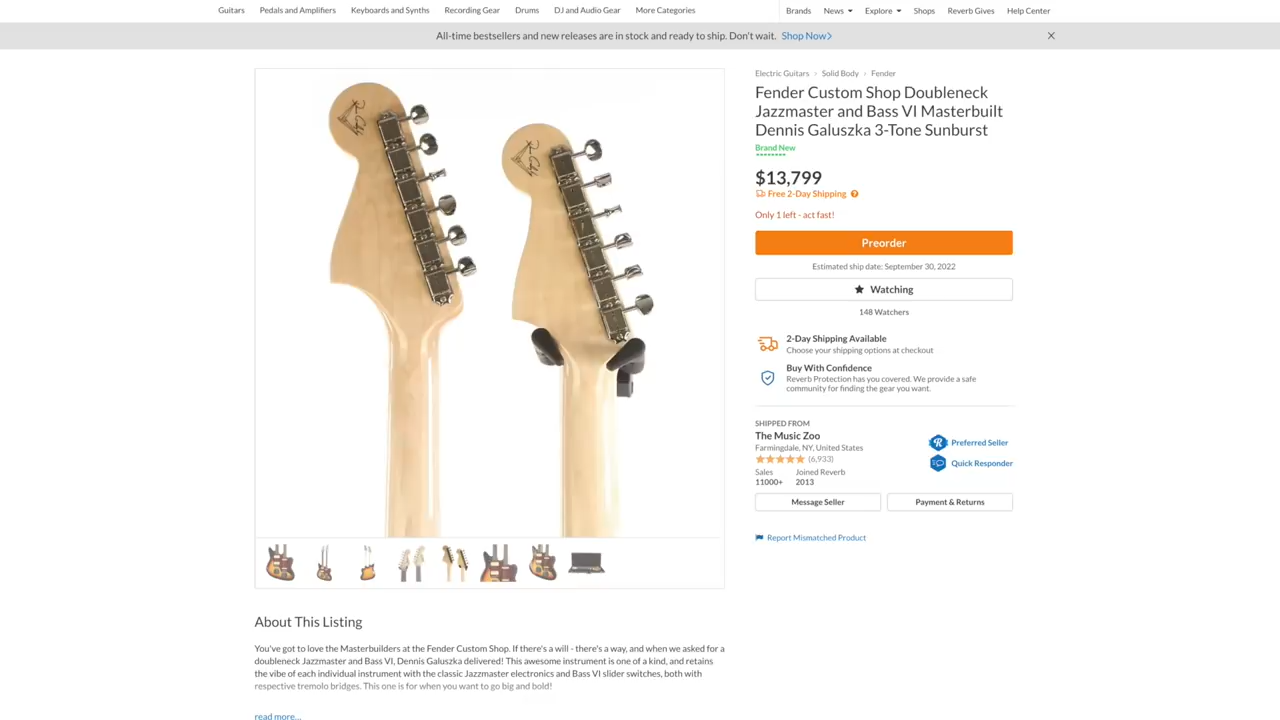 Guitars Pedals and Amplifiers Keyboards and Synths Recording Gear Drums DJ and Audio Gear More Categories Brands News Explore Shops Reverb Gives Help Center
All-time bestsellers and new releases are in stock and ready to ship. Don't wait. Shop Now
Electric Guitars > Solid Body > Fender
Fender Custom Shop Doubleneck
Jazzmaster and Bass VI Masterbuilt
Dennis Galuszka 3-Tone Sunburst
Brand New
$13,799
Free 2-Day Shipping
Only 1 left - act fast!
Preorder
Estimated ship date: September 30, 2022
Watching
148 Watchers
2-Day Shipping Available
Choose your shipping options at checkout
Buy With Confidence
Reverb Protection has you covered. We provide a safe
community for finding the gear you want.
SHIPPED FROM
The Music Zoo
Farmingdale, NY, United States
(6,933)
Preferred Seller
Quick Responder
Sales Joined Reverb
11000+ 2013
Message Seller Payment & Returns
Report Mismatched Product
About This Listing
You've got to love the Masterbuilders at the Fender Custom Shop. If there's a will - there's a way, and when we asked for a
doubleneck Jazzmaster and Bass VI, Dennis Galuszka delivered! This awesome instrument is one of a kind, and retains
the vibe of each individual instrument with the classic Jazzmaster electronics and Bass VI slider switches, both with
respective tremolo bridges. This one is for when you want to go big and bold!
read more...